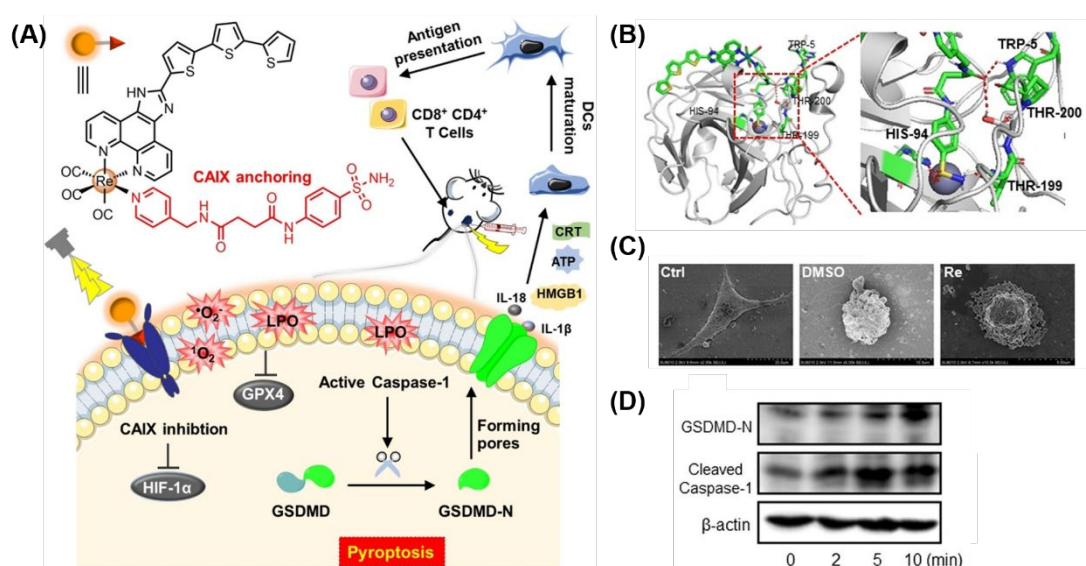 (A)
Antigen
presentation
CD8⁺ CD4⁺
T Cells
DCs
maturation
S
S
S
HN
N
N
N
OC
OC
Re
OC
CAIX anchoring
N
N
H
O
O
H
N
O
S
NH₂
O
CRT
ATP
HMGB1
IL-18
IL-1β
•O₂⁻
¹O₂
LPO
LPO
GPX4
CAIX inhibtion
HIF-1α
Active Caspase-1
Forming
pores
GSDMD
GSDMD-N
Pyroptosis
(B)
TRP-5
HIS-94
THR-200
THR-199
TRP-5
THR-200
HIS-94
THR-199
(C)
Ctrl
DMSO
Re
(D)
GSDMD-N
Cleaved
Caspase-1
β-actin
0 2 5 10 (min)